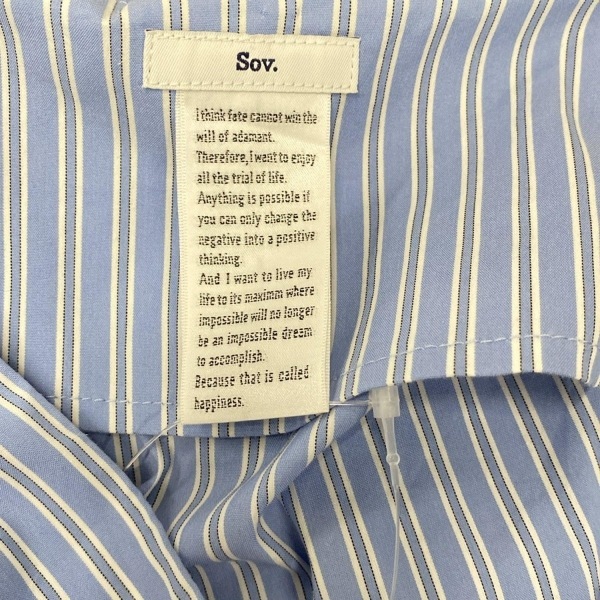 Sov.
I think fate cannot win the
will of adamant.
Therefore, I want to enjoy
all the trial of life.
Anything is possible if
you can only change the
negative into a positive
thinking.
And I want to live my
life to its maximm where
impossible will no longer
be an impossible dream
to accomplish.
Because that is called
happiness.